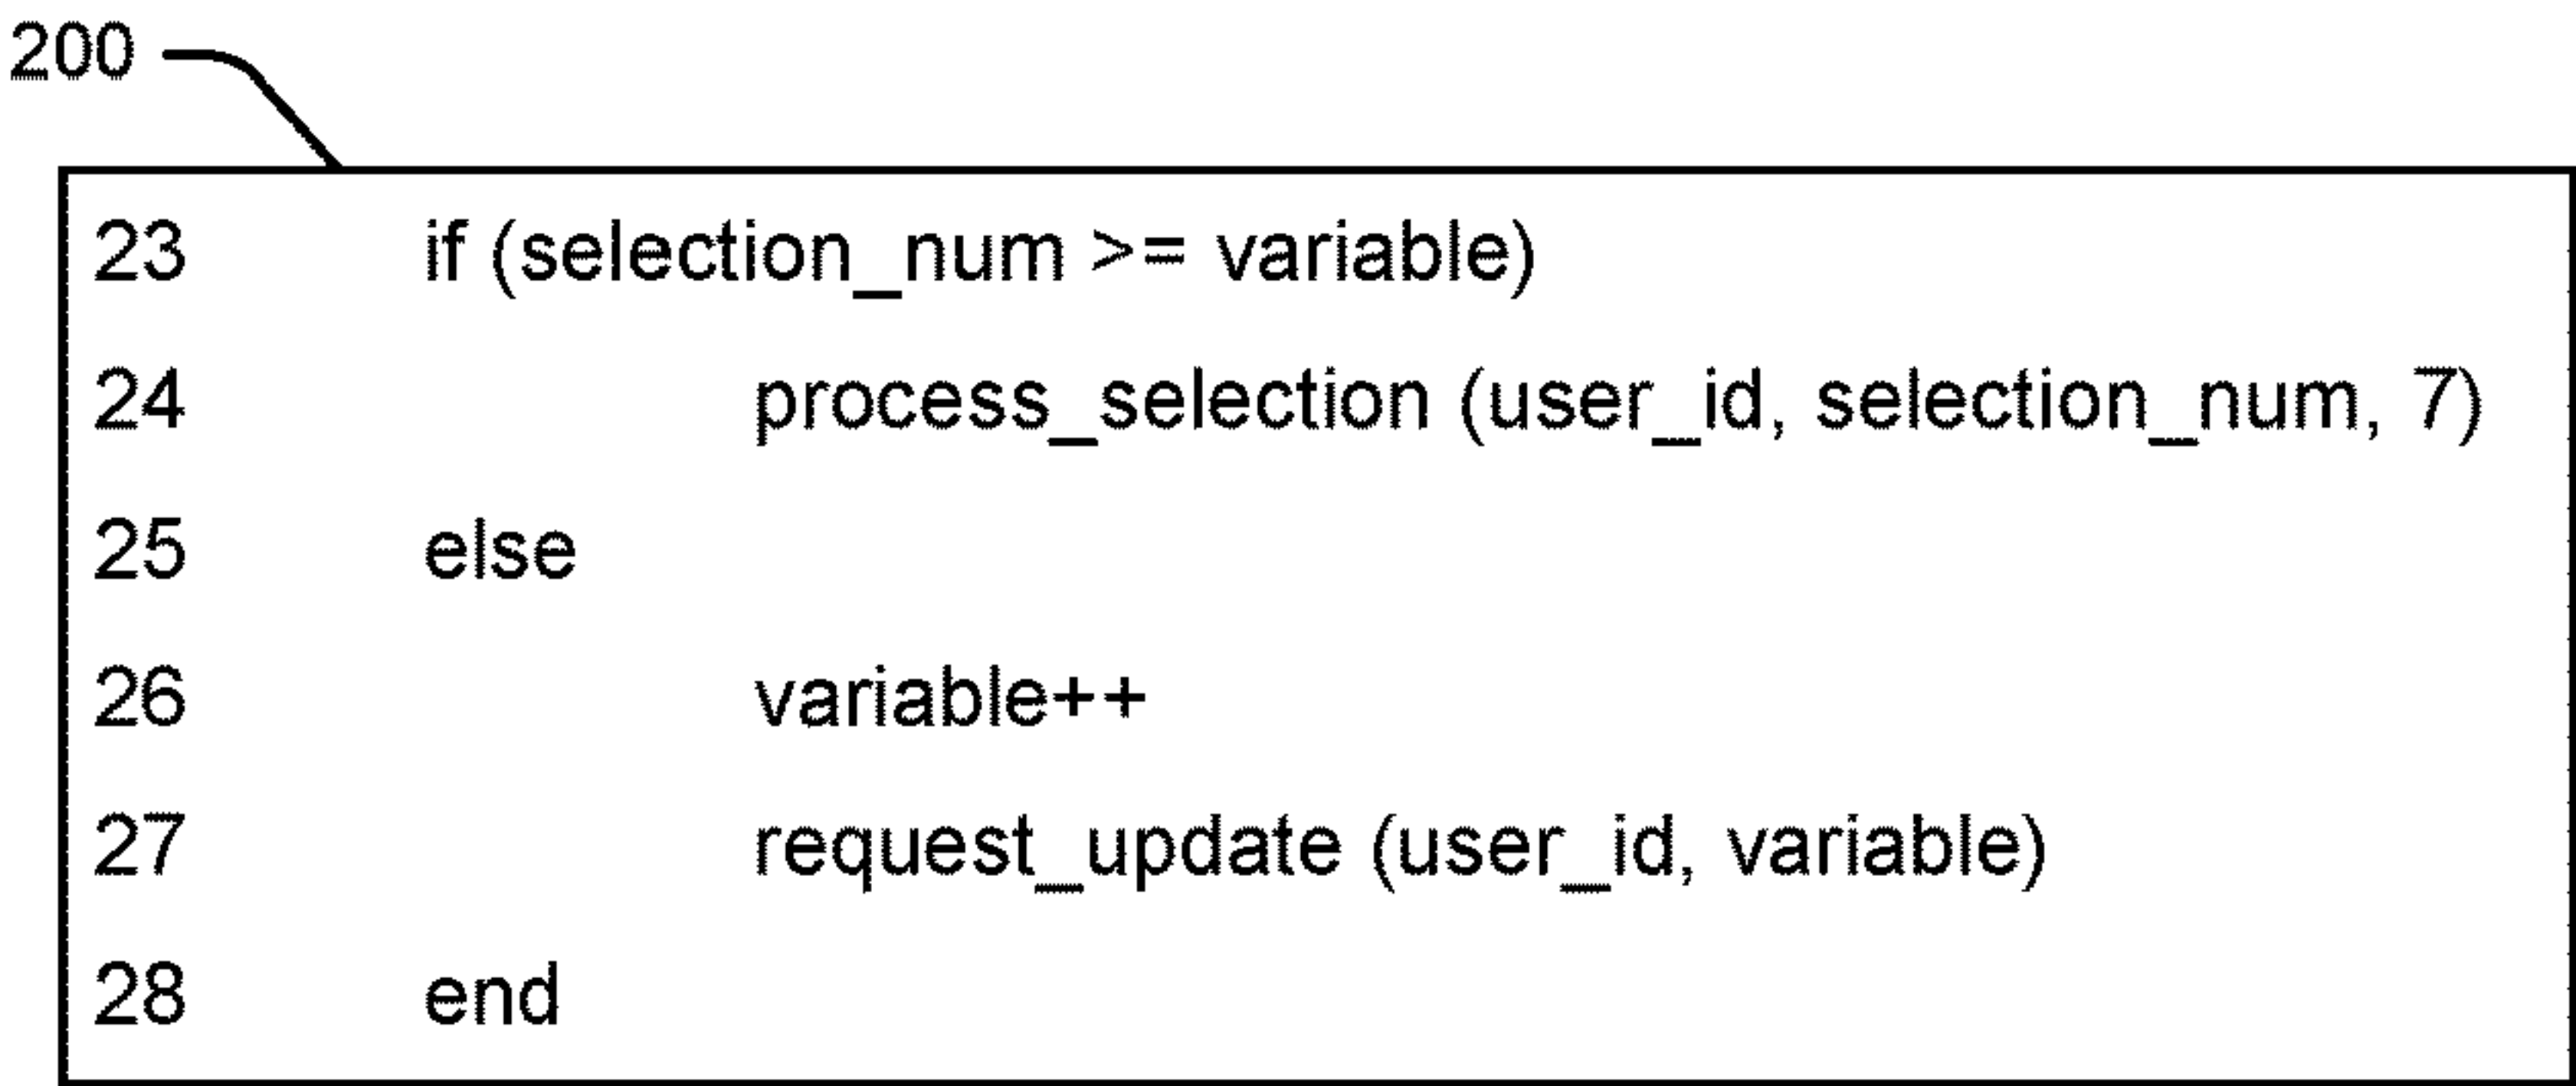 200
23 if (selection_num >= variable)
24 process_selection (user_id, selection_num, 7)
25 else
26 variable++
27 request_update (user_id, variable)
28 end